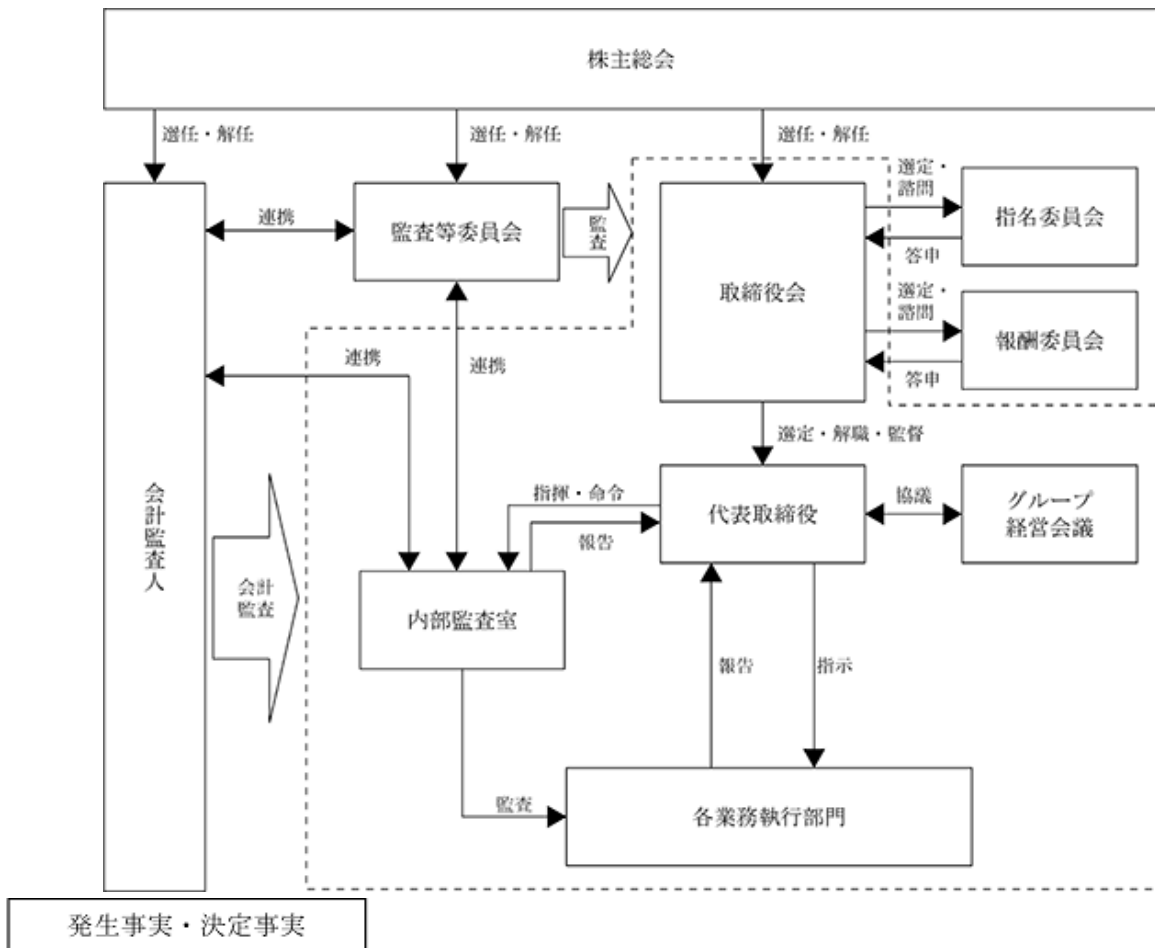 株主総会
選任・解任
選任・解任
選任・解任
監査等委員会
監査
取締役会
選定・
諮問
指名委員会
答申
選定・
諮問
報酬委員会
答申
連携
連携
連携
選定・解職・監督
会計監査人
会計
監査
指揮・命令
報告
代表取締役
協議
グループ
経営会議
内部監査室
報告
指示
監査
各業務執行部門
発生事実・決定事実